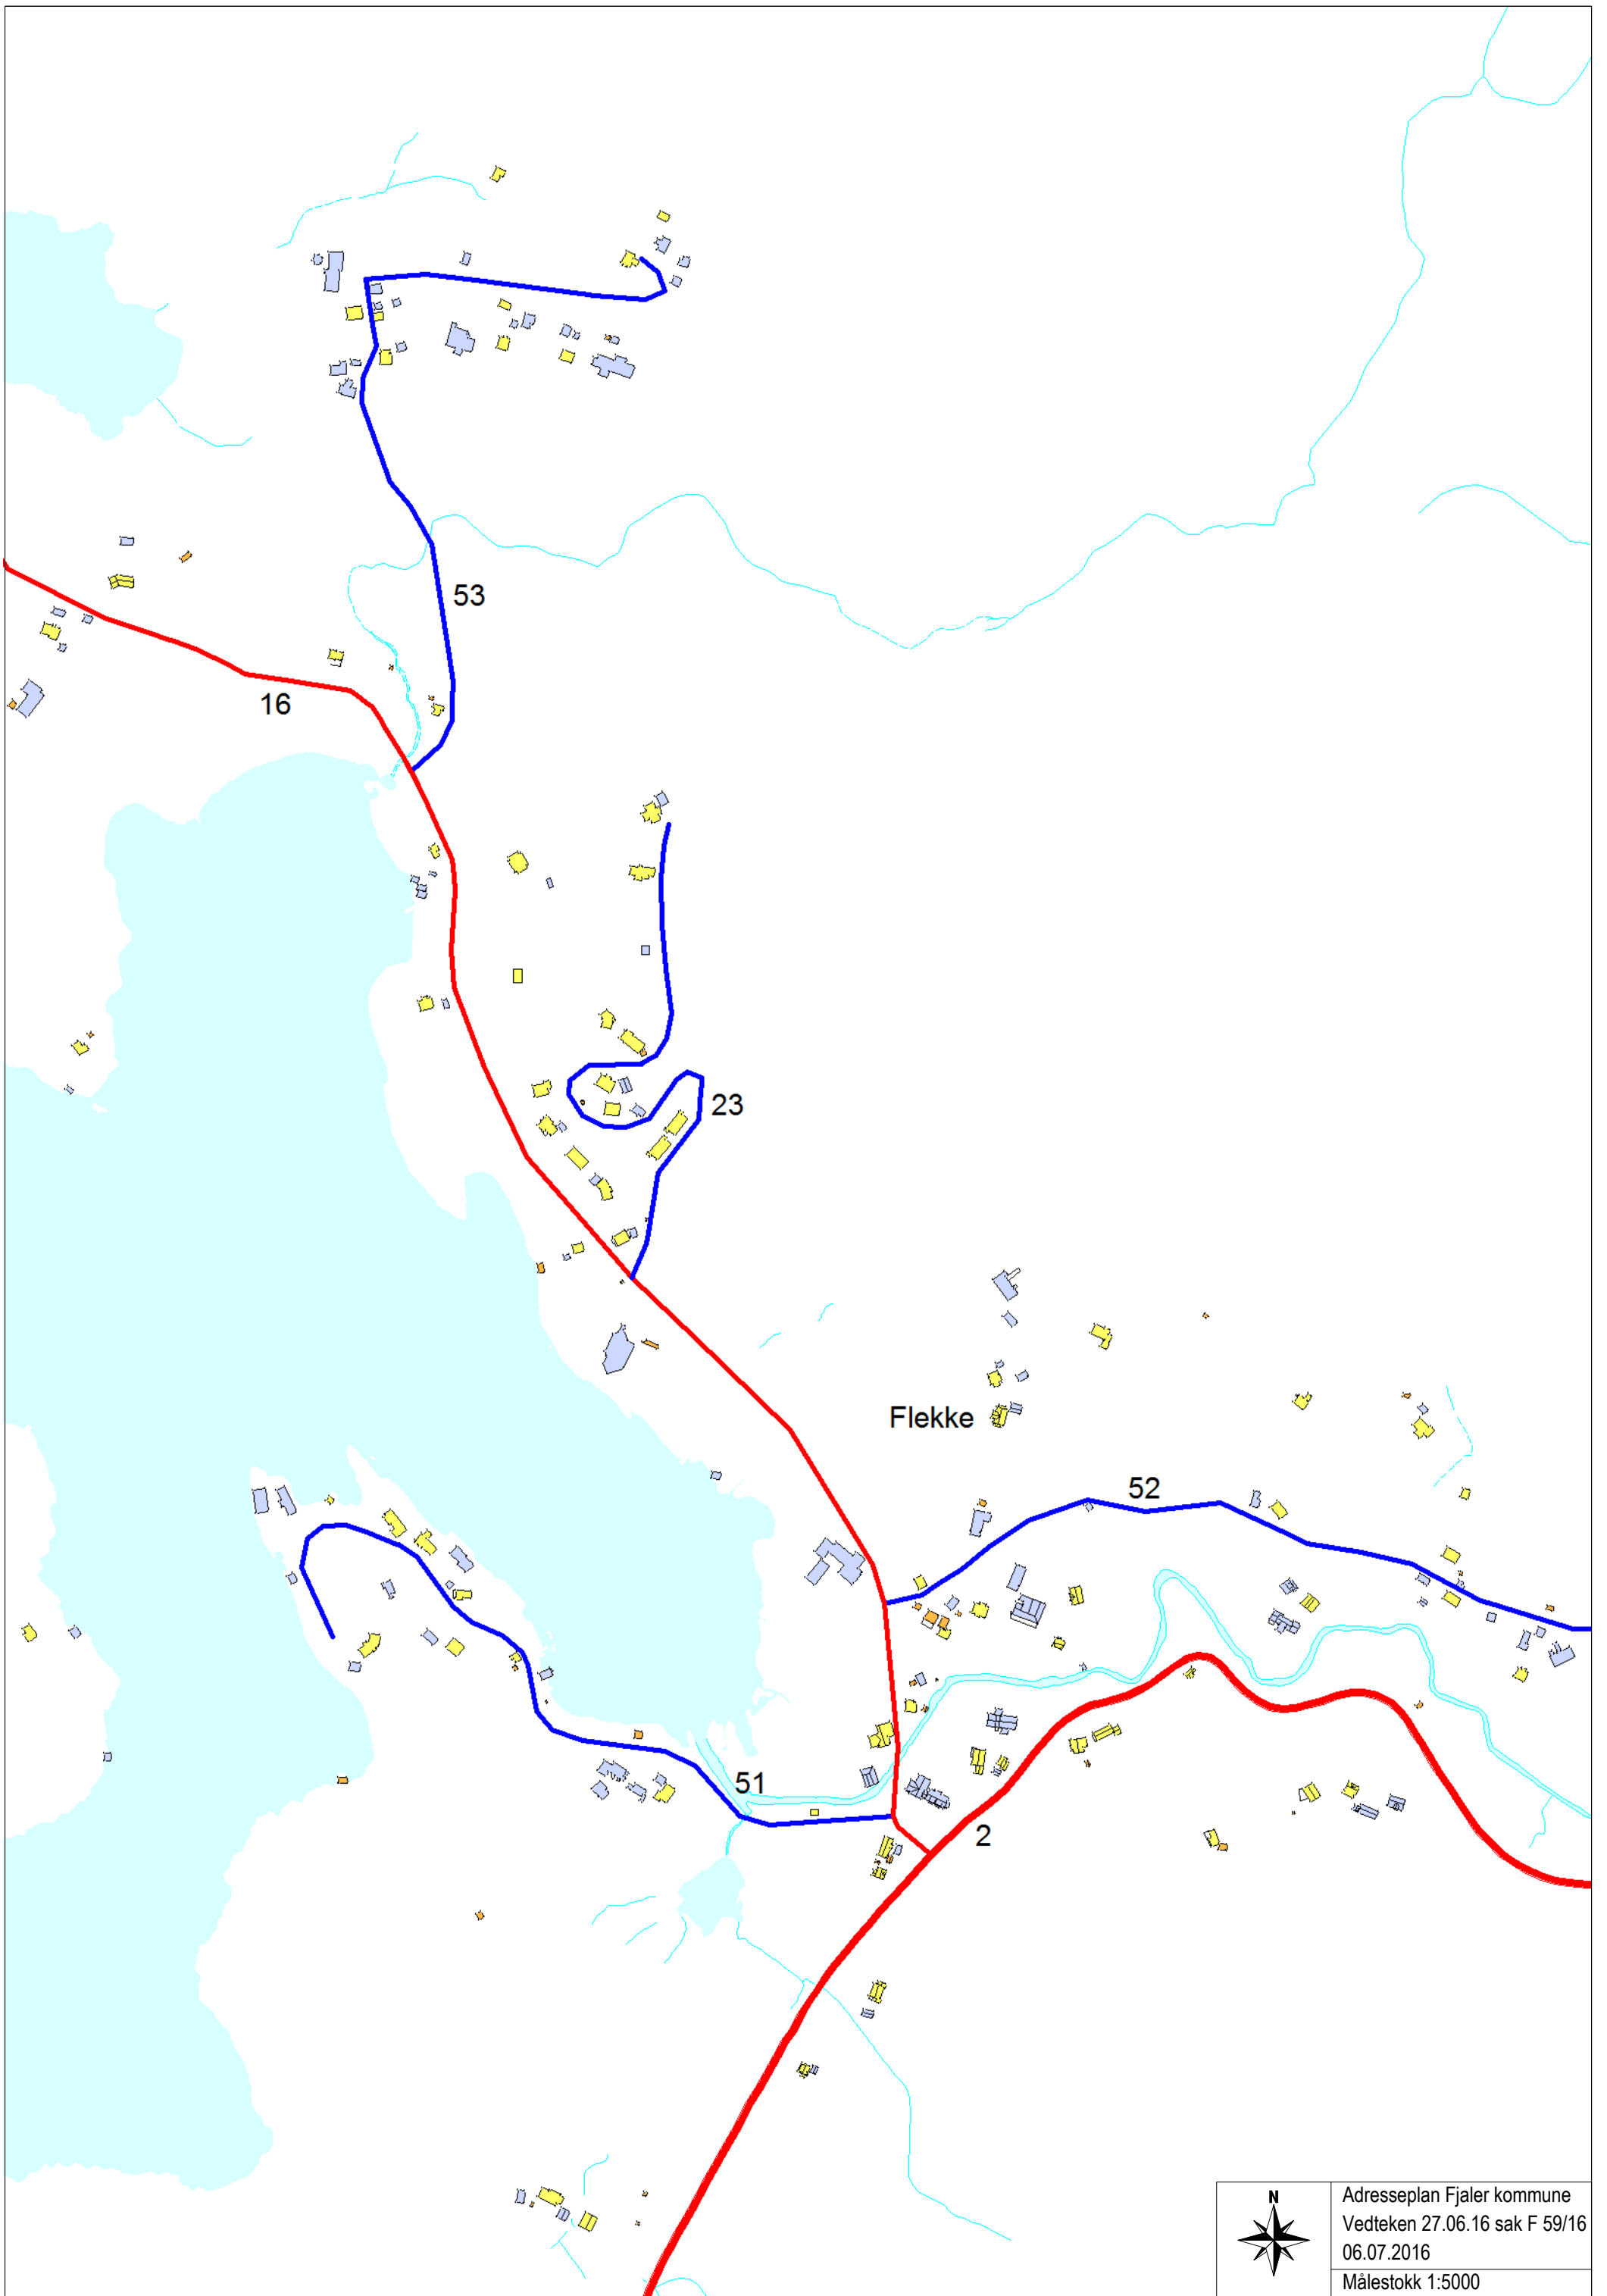 53
16
23
Flekke
52
51
2
N
Adresseplan Fjaler kommune
Vedteken 27.06.16 sak F 59/16
06.07.2016
Målestokk 1:5000